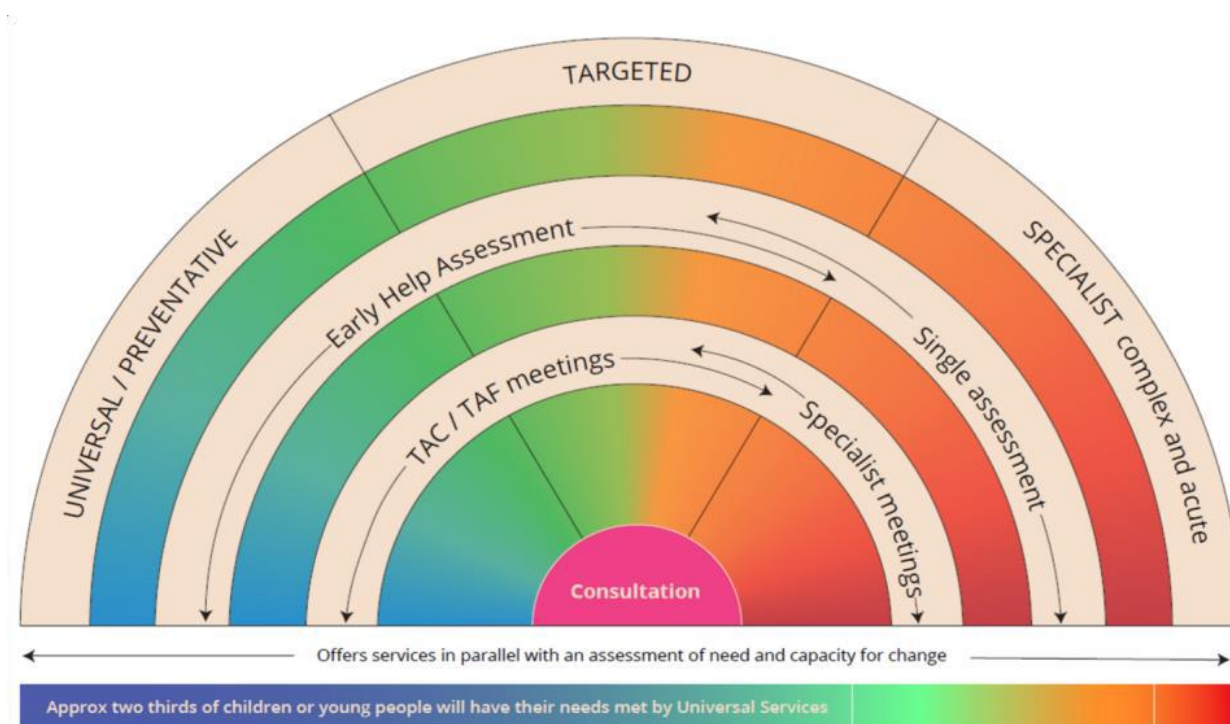 TARGETED
UNIVERSAL / PREVENTATIVE
SPECIALIST complex and acute
Early Help Assessment
Single assessment
TAC / TAF meetings
Specialist meetings
Consultation
Offers services in parallel with an assessment of need and capacity for change
Approx two thirds of children or young people will have their needs met by Universal Services